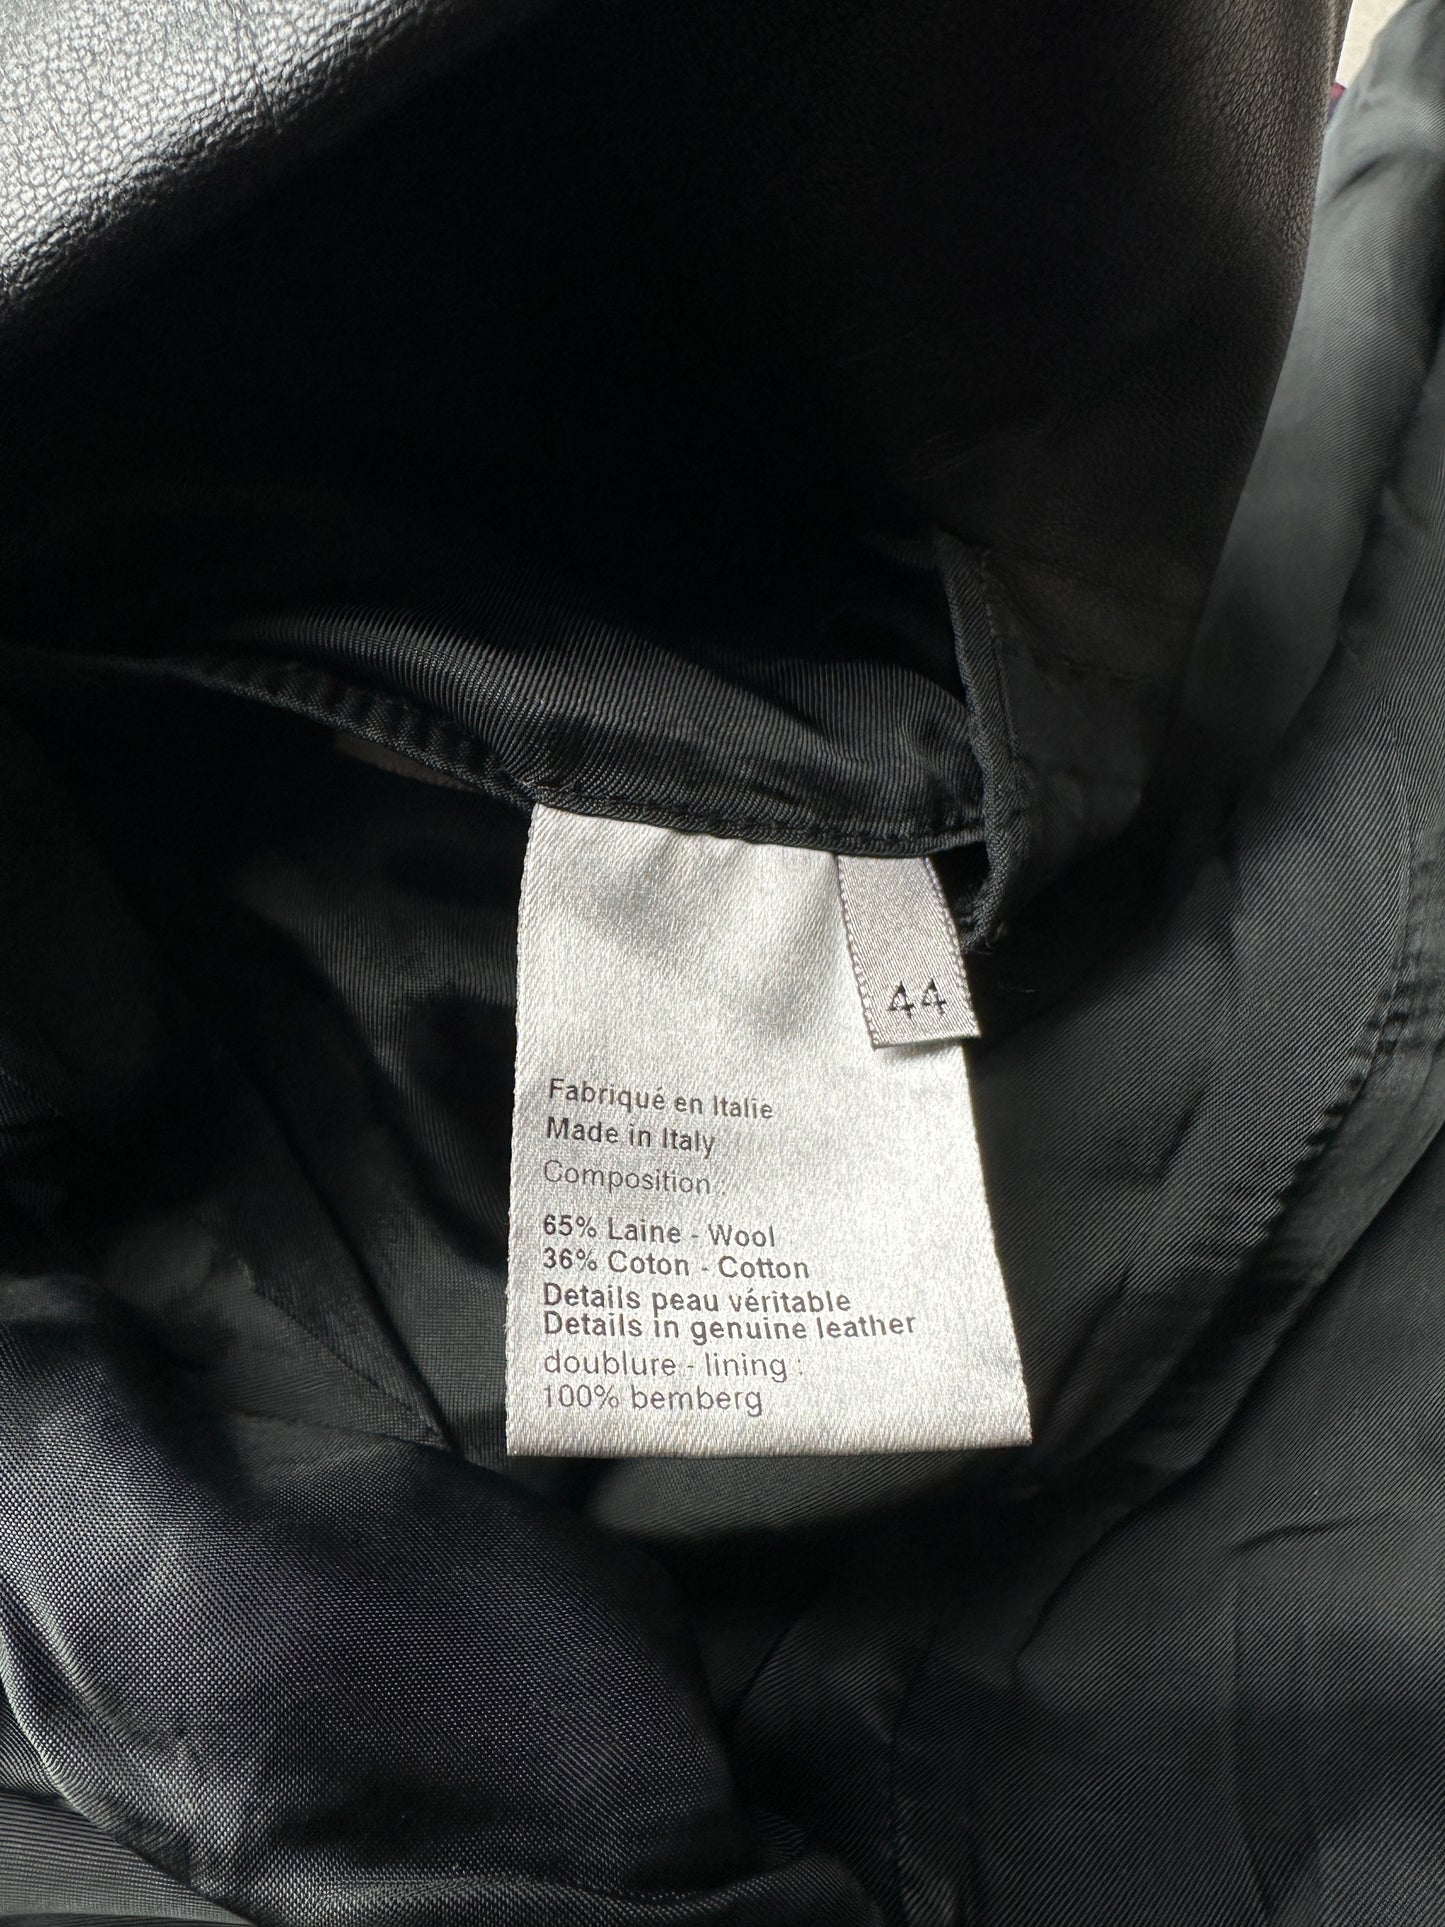 44
Fabriqué en Italie
Made in Italy
Composition :
65% Laine - Wool
36% Coton - Cotton
Details peau véritable
Details in genuine leather
doublure - lining :
100% bemberg